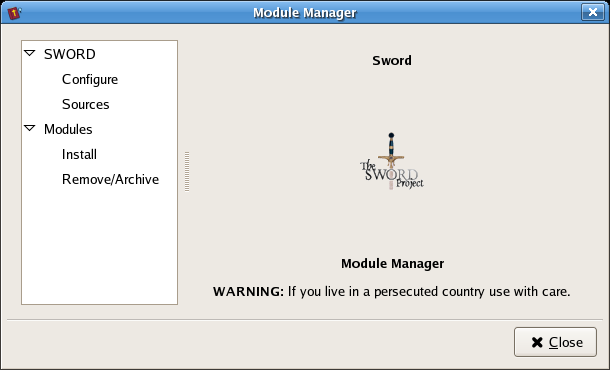 Module Manager
SWORD
Configure
Sources
Modules
Install
Remove/Archive
Sword
The
SWORD
Project
Module Manager
WARNING: If you live in a persecuted country use with care.
Close